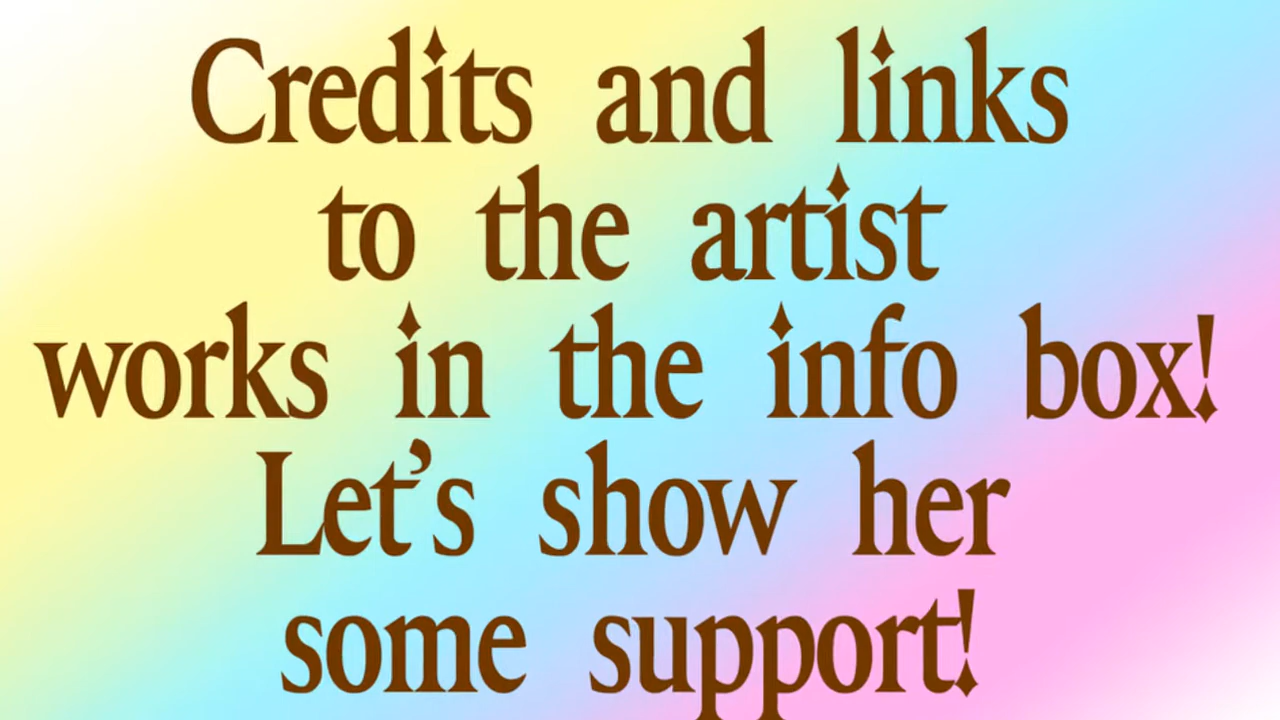 Credits and links
to the artist
works in the info box!
Let's show her
some support!